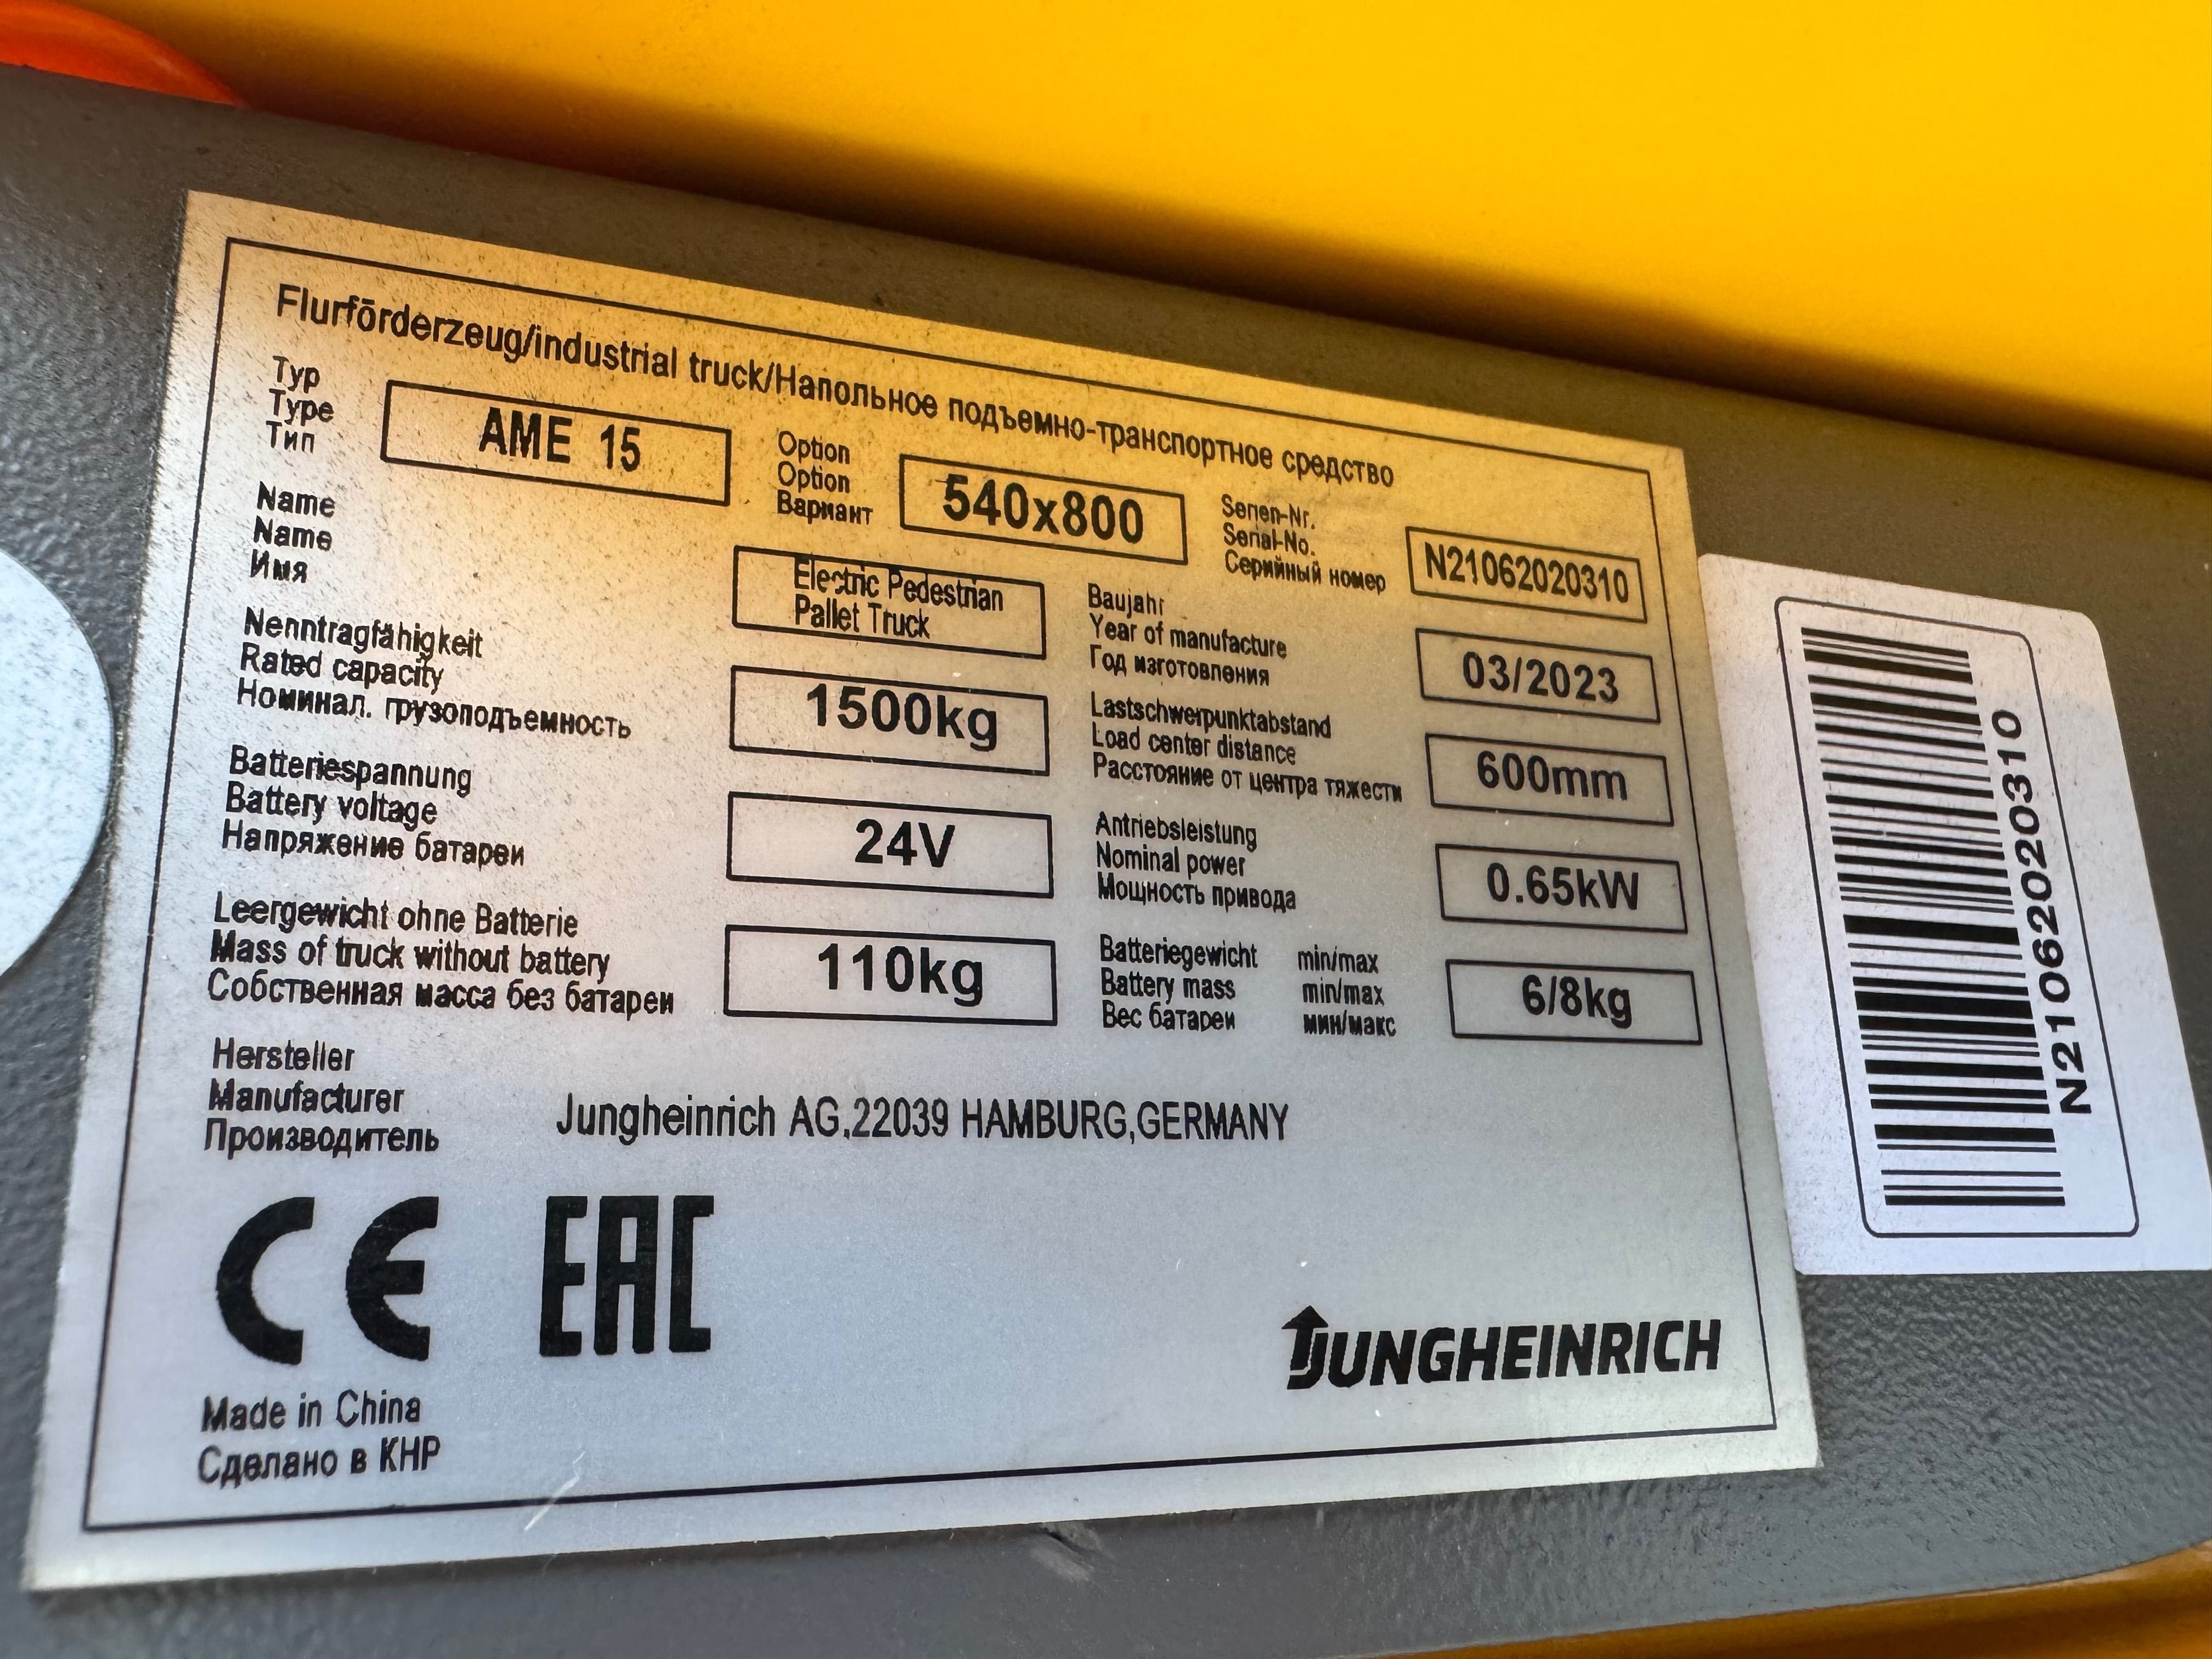 Flurförderzeug/industrial truck/Напольное подъемно-транспортное средство
Typ
Type
Тип
AME 15
Option
Option
Вариант
540x800
Serien-Nr.
Serial-No.
Серийный номер
N21062020310
Name
Name
Имя
Electric Pedestrian
Pallet Truck
Baujahr
Year of manufacture
Год изготовления
03/2023
Nenntragfähigkeit
Rated capacity
Номинал. грузоподъемность
1500kg
Lastschwerpunktabstand
Load center distance
Расстояние от центра тяжести
600mm
Batteriespannung
Battery voltage
Напряжение батареи
24V
Antriebsleistung
Nominal power
Мощность привода
0.65kW
Leergewicht ohne Batterie
Mass of truck without battery
Собственная масса без батареи
110kg
Batteriegewicht min/max
Battery mass min/max
Вес батареи мин/макс
6/8kg
Hersteller
Manufacturer
Производитель
Jungheinrich AG,22039 HAMBURG,GERMANY
CE EAC
JUNGHEINRICH
Made in China
Сделано в КНР
N21062020310